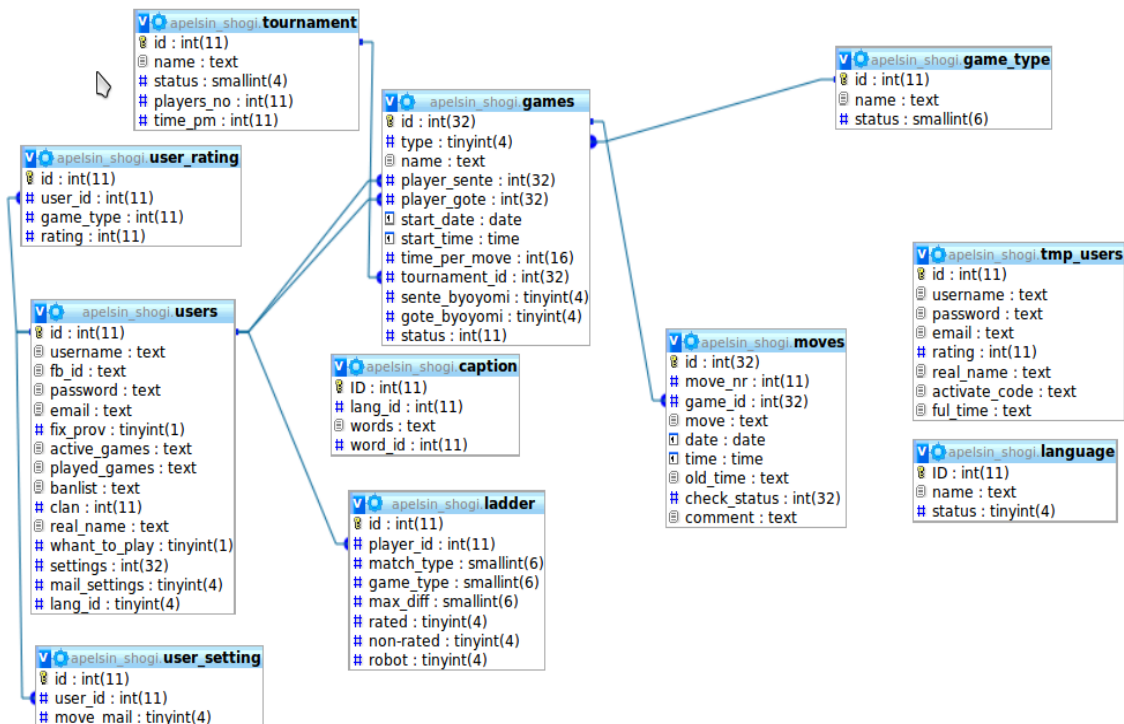 apelsin_shogi.tournament
id : int(11)
name : text
status : smallint(4)
players_no : int(11)
time_pm : int(11)
apelsin_shogi.game_type
id : int(11)
name : text
status : smallint(6)
apelsin_shogi.games
id : int(32)
type : tinyint(4)
name : text
player_sente : int(32)
player_gote : int(32)
start_date : date
start_time : time
time_per_move : int(16)
tournament_id : int(32)
sente_byoyomi : tinyint(4)
gote_byoyomi : tinyint(4)
status : int(11)
apelsin_shogi.user_rating
id : int(11)
user_id : int(11)
game_type : int(11)
rating : int(11)
apelsin_shogi.tmp_users
id : int(11)
username : text
password : text
email : text
rating : int(11)
real_name : text
activate_code : text
ful_time : text
apelsin_shogi.users
id : int(11)
username : text
fb_id : text
password : text
email : text
fix_prov : tinyint(1)
active_games : text
played_games : text
banlist : text
clan : int(11)
real_name : text
whant_to_play : tinyint(1)
settings : int(32)
mail_settings : tinyint(4)
lang_id : tinyint(4)
apelsin_shogi.caption
ID : int(11)
lang_id : int(11)
words : text
word_id : int(11)
apelsin_shogi.moves
id : int(32)
move_nr : int(11)
game_id : int(32)
move : text
date : date
time : time
old_time : text
check_status : int(32)
comment : text
apelsin_shogi.language
ID : int(11)
name : text
status : tinyint(4)
apelsin_shogi.ladder
id : int(11)
player_id : int(11)
match_type : smallint(6)
game_type : smallint(6)
max_diff : smallint(6)
rated : tinyint(4)
non-rated : tinyint(4)
robot : tinyint(4)
apelsin_shogi.user_setting
id : int(11)
user_id : int(11)
move_mail : tinyint(4)